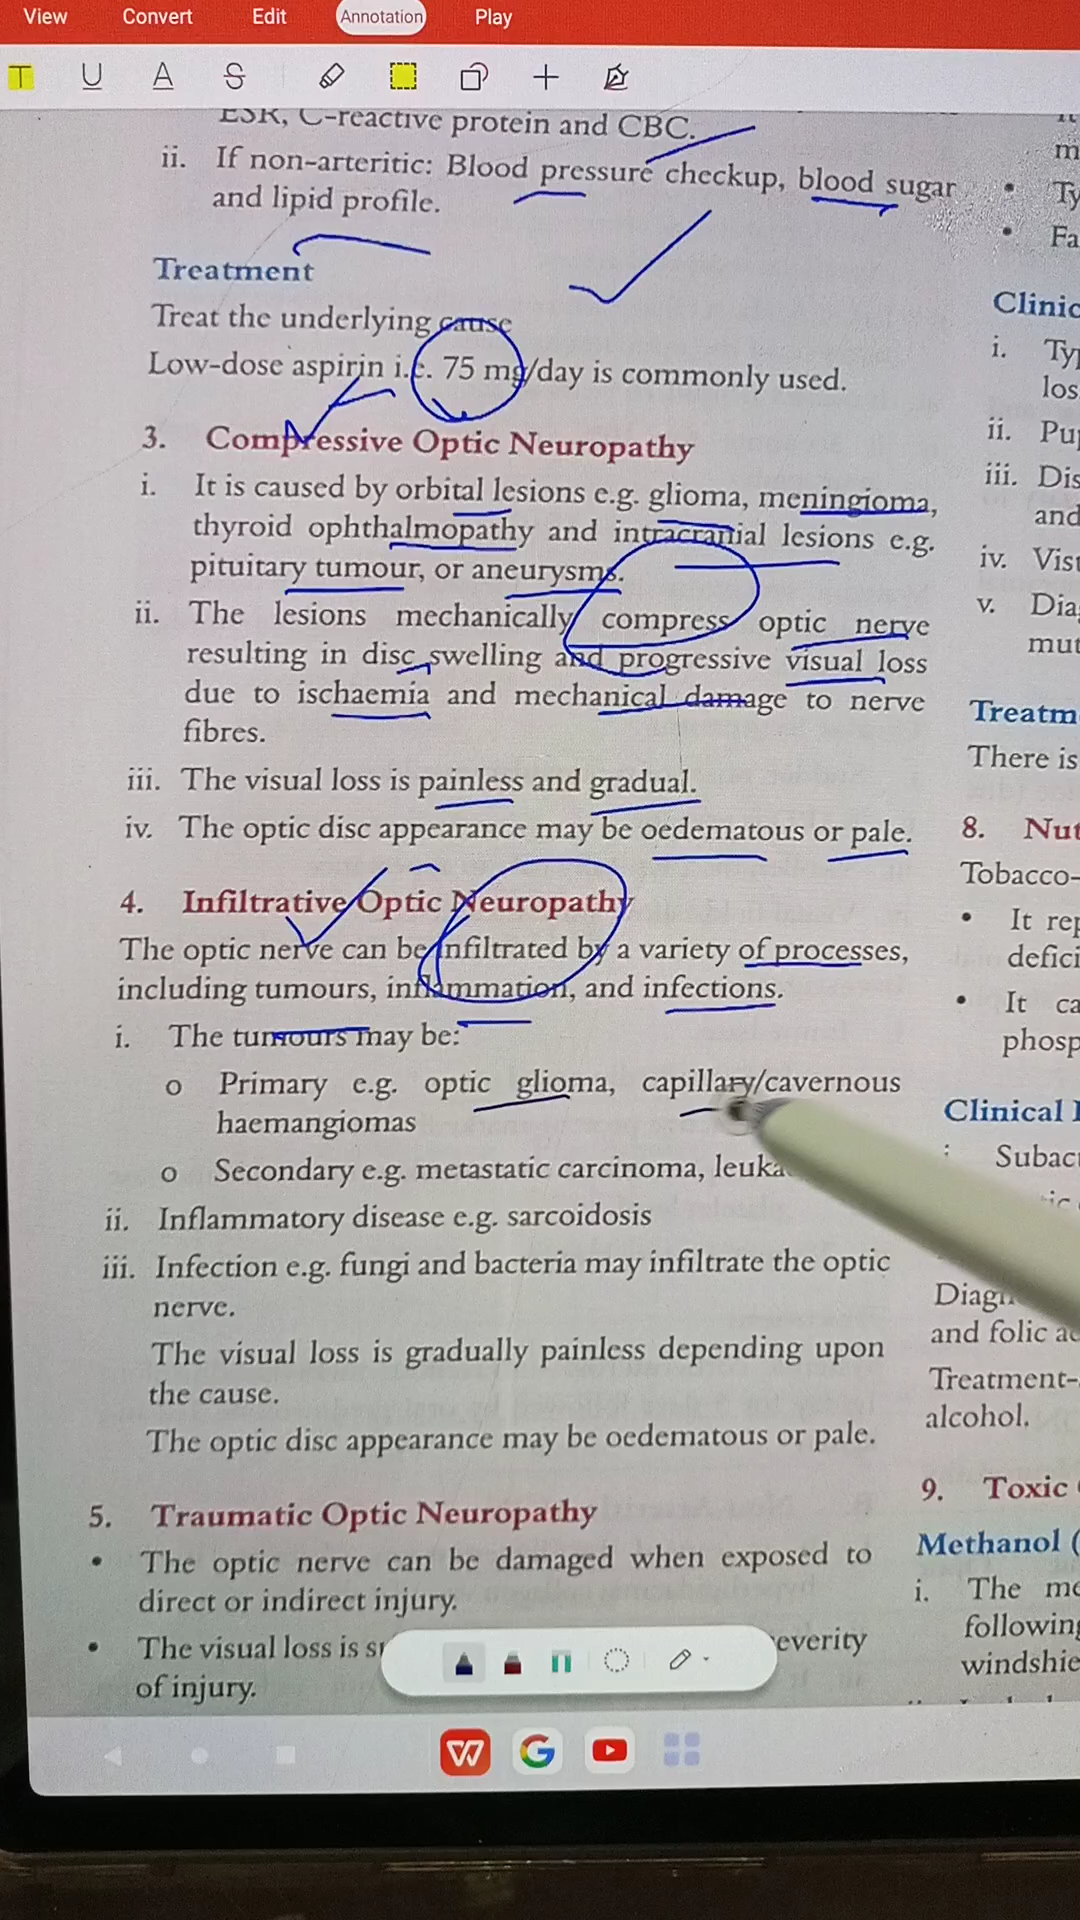 View Convert Edit Annotation Play
ESR, C-reactive protein and CBC.
ii. If non-arteritic: Blood pressure checkup, blood sugar
and lipid profile.
Treatment
Treat the underlying cause
Low-dose aspirin i.e. 75 mg/day is commonly used.
3. Compressive Optic Neuropathy
i. It is caused by orbital lesions e.g. glioma, meningioma,
thyroid ophthalmopathy and intracranial lesions e.g.
pituitary tumour, or aneurysms.
ii. The lesions mechanically compress optic nerve
resulting in disc swelling and progressive visual loss
due to ischaemia and mechanical damage to nerve
fibres.
iii. The visual loss is painless and gradual.
iv. The optic disc appearance may be oedematous or pale.
4. Infiltrative Optic Neuropathy
The optic nerve can be infiltrated by a variety of processes,
including tumours, inflammation, and infections.
i. The tumours may be:
o Primary e.g. optic glioma, capillary/cavernous
haemangiomas
o Secondary e.g. metastatic carcinoma,
ii. Inflammatory disease e.g. sarcoidosis
iii. Infection e.g. fungi and bacteria may infiltrate the optic
nerve.
The visual loss is gradually painless depending upon
the cause.
The optic disc appearance may be oedematous or pale.
5. Traumatic Optic Neuropathy
• The optic nerve can be damaged when exposed to
direct or indirect injury.
• The visual loss is
of injury.
i.
los
ii.
iii.
and
iv.
v.
There is
8.
Tobacco-
• It
• It
Clinical
and folic
Treatment-
alcohol.
9. Toxic
Methanol (
i. The
following